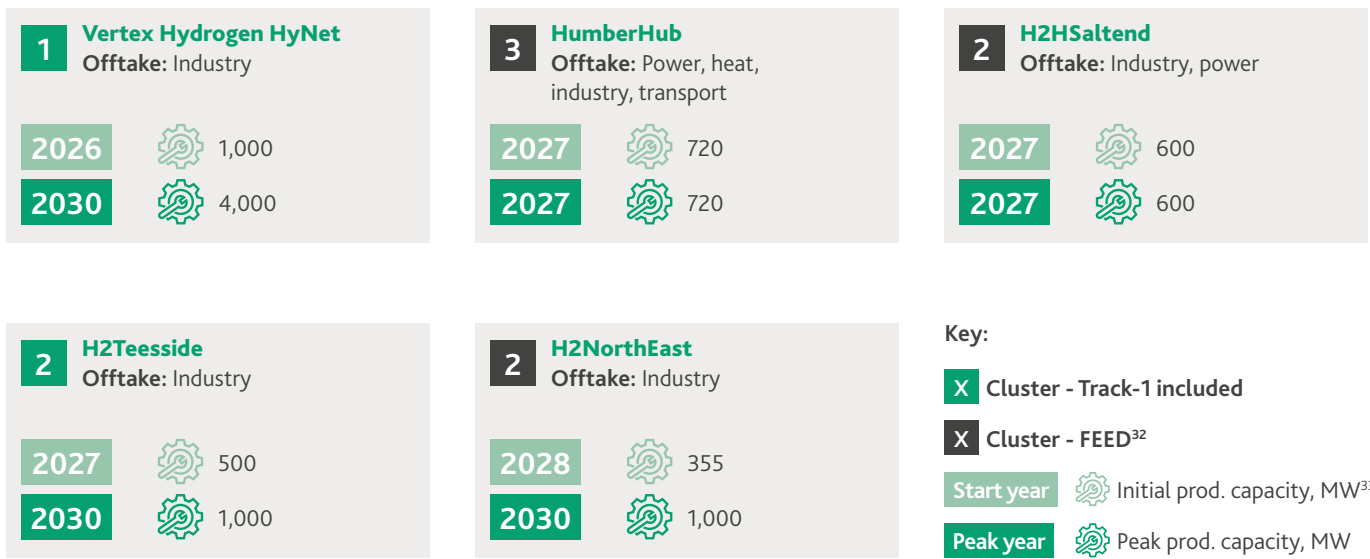 1
Vertex Hydrogen HyNet
Offtake: Industry
2026 1,000
2030 4,000
3
HumberHub
Offtake: Power, heat,
industry, transport
2027 720
2027 720
2
H2HSaltend
Offtake: Industry, power
2027 600
2027 600
2
H2Teesside
Offtake: Industry
2027 500
2030 1,000
2
H2NorthEast
Offtake: Industry
2028 355
2030 1,000
Key:
X Cluster - Track-1 included
X Cluster - FEED³²
Start year Initial prod. capacity, MW³³
Peak year Peak prod. capacity, MW